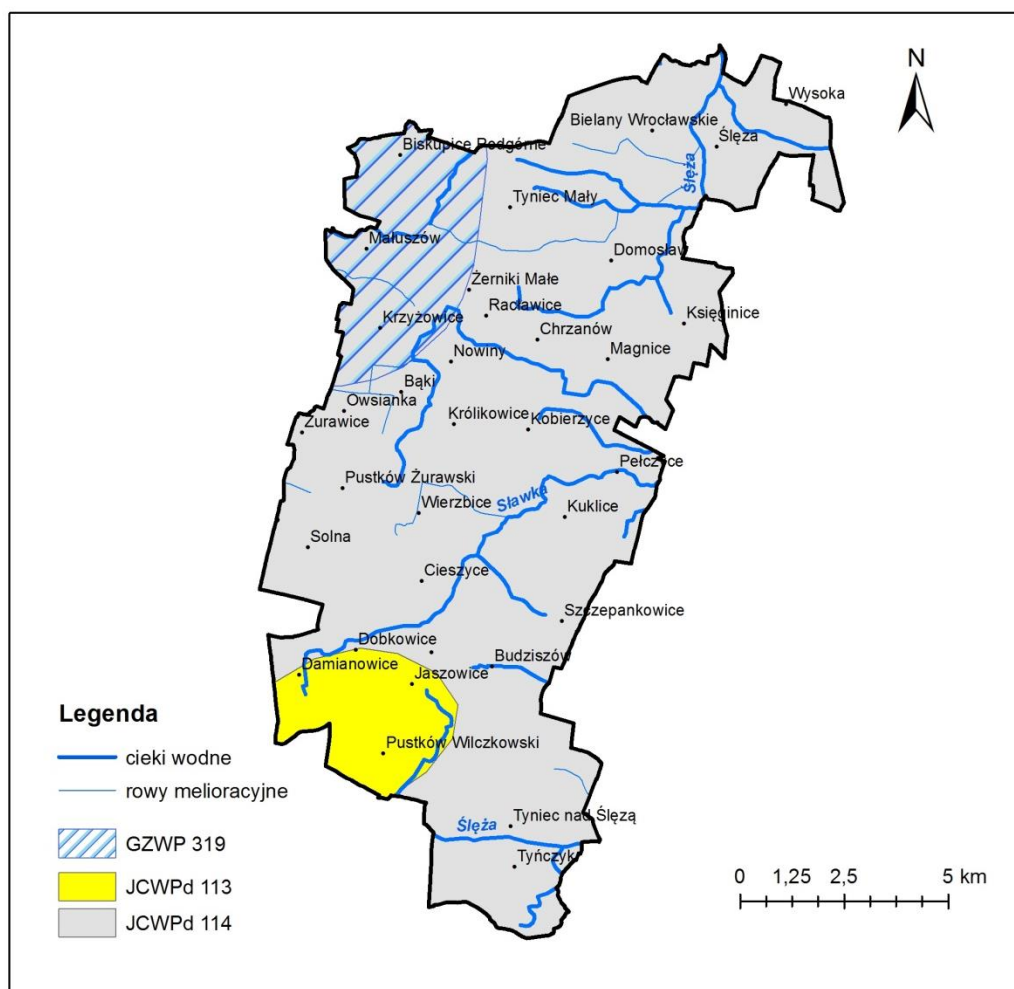 N
Wysoka
Bielany Wrocławskie
Ślęza
Biskupice Podgórne
Ślęża
Tyniec Mały
Małuszów
Domosław
Żerniki Małe
Racławice
Księginice
Krzyżowice
Chrzanów
Magnice
Nowiny
Bąki
Owsianka
Żurawice
Królikowice
Kobierzyce
Pełczyce
Pustków Żurawski
Sławka
Wierzbice
Kuklice
Solna
Cieszyce
Szczepankowice
Dobkowice
Budziszów
Damianowice
Jaszowice
Legenda
Pustków Wilczkowski
cieki wodne
rowy melioracyjne
Tyniec nad Ślęzą
Ślęża
GZWP 319
Tyńczyk
0 1,25 2,5 5 km
JCWPd 113
JCWPd 114